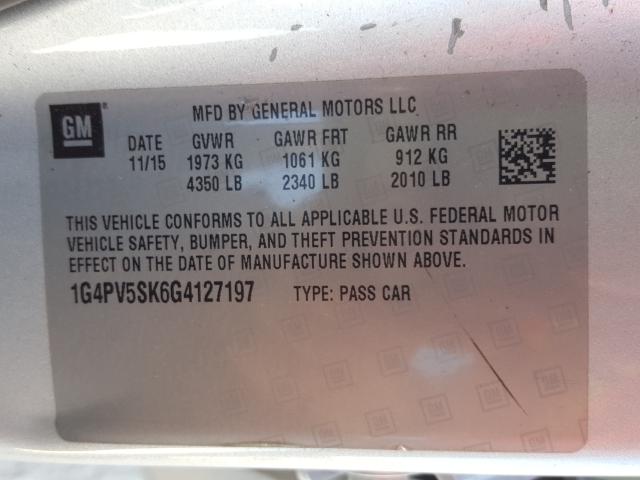 GM
MFD BY GENERAL MOTORS LLC
DATE GVWR GAWR FRT GAWR RR
11/15 1973 KG 1061 KG 912 KG
4350 LB 2340 LB 2010 LB
THIS VEHICLE CONFORMS TO ALL APPLICABLE U.S. FEDERAL MOTOR
VEHICLE SAFETY, BUMPER, AND THEFT PREVENTION STANDARDS IN
EFFECT ON THE DATE OF MANUFACTURE SHOWN ABOVE.
1G4PV5SK6G4127197 TYPE: PASS CAR